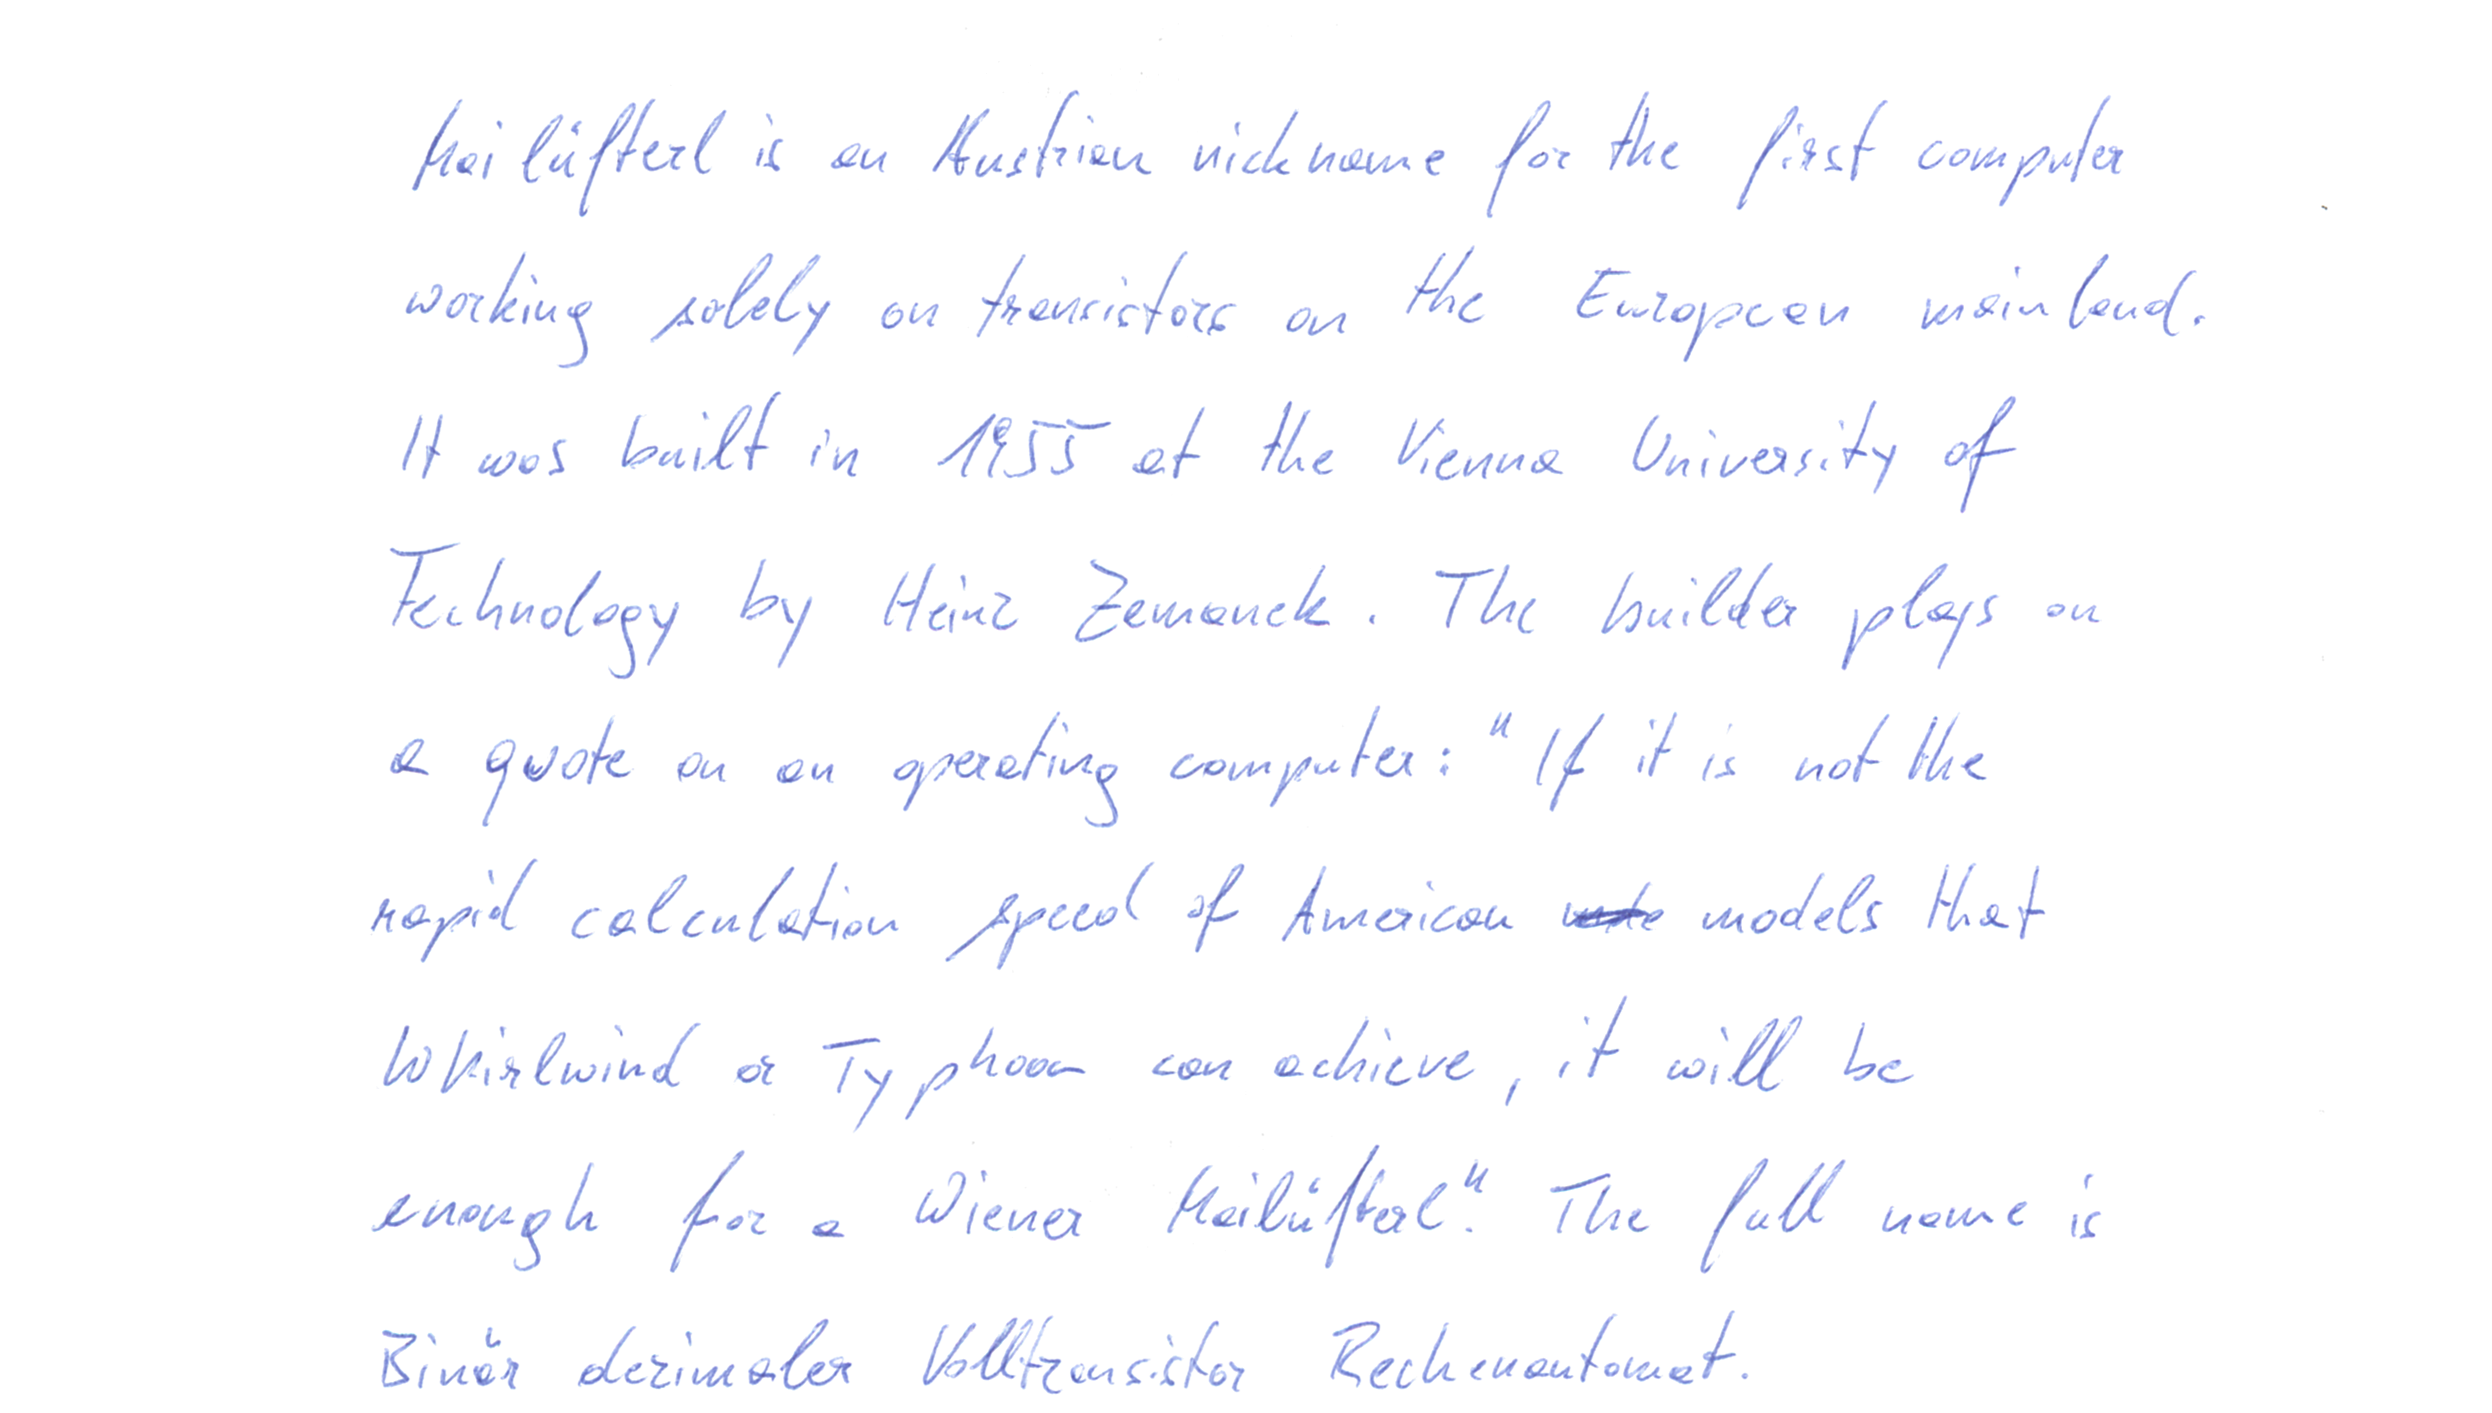 Mailüfterl is an Austrian nickname for the first computer
working solely on transistors on the European mainland.
It was built in 1955 at the Vienna University of
Technology by Heinz Zemanek. The builder plays on
a quote on an operating computer: "If it is not the
rapid calculation speed of American models that
Whirlwind or Typhoon can achieve, it will be
enough for a Wiener Mailüfterl". The full name is
Binär dezimaler Volltransistor Rechenautomat.